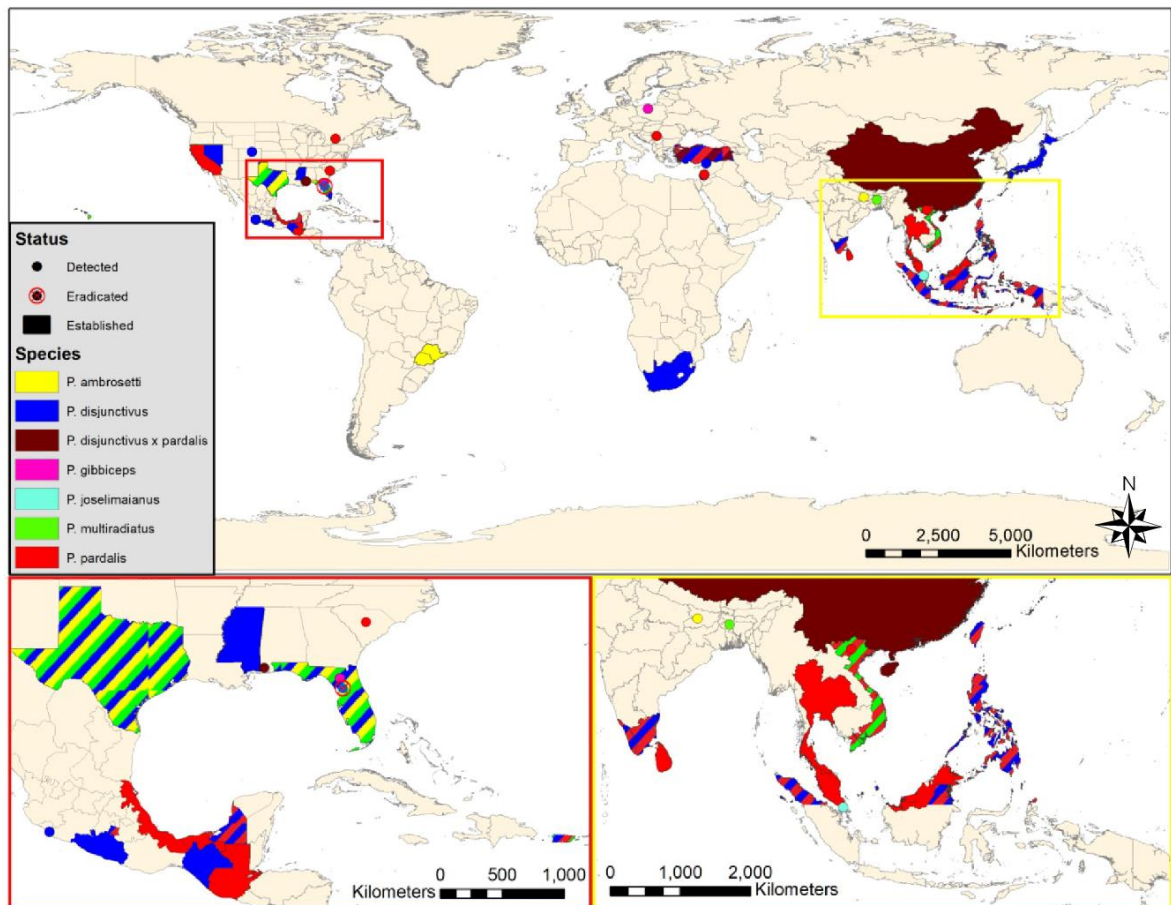 Status
Detected
Eradicated
Established
Species
P. ambrosetti
P. disjunctivus
P. disjunctivus x pardalis
P. gibbiceps
P. joselimaianus
P. multiradiatus
P. pardalis
N
0 2,500 5,000
Kilometers
0 500 1,000
Kilometers
Kilometers
0 1,000 2,000